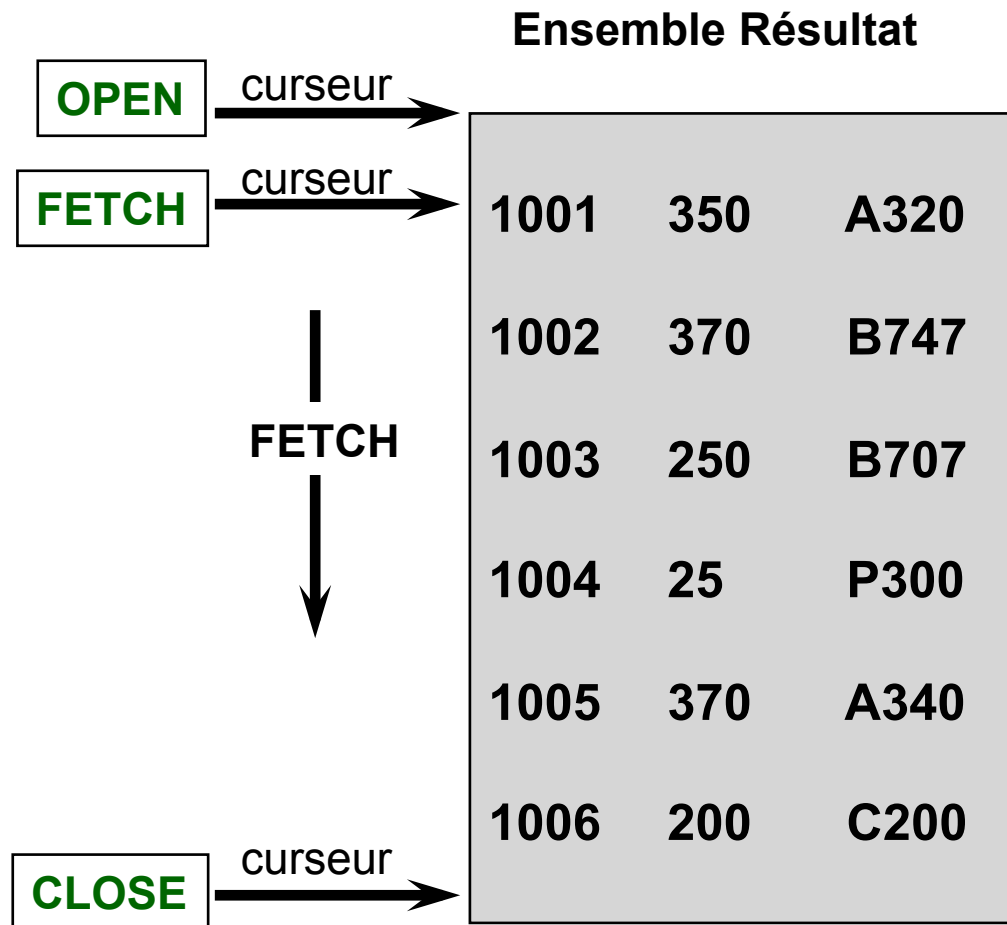 Ensemble Résultat
OPEN
curseur
FETCH
curseur
1001 350 A320
1002 370 B747
FETCH
1003 250 B707
1004 25 P300
1005 370 A340
1006 200 C200
CLOSE
curseur